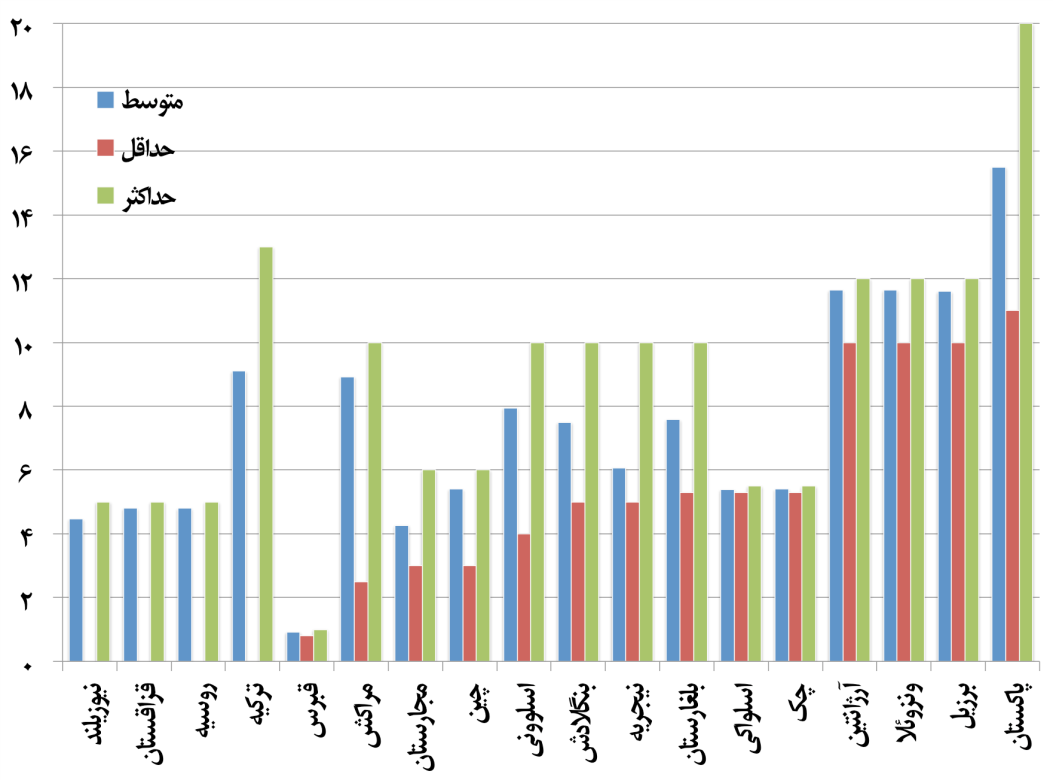 ۲۰
۱۸
۱۶
۱۴
۱۲
۱۰
۸
۶
۴
۲
۰
متوسط
حداقل
حداکثر
نیوزیلند
قزاقستان
روسیه
ترکیه
قبرس
مراکش
مجارستان
چین
اسلوونی
بنگلادش
نیجریه
بلغارستان
اسلواکی
چک
آرژانتین
ونزوئلا
برزیل
پاکستان